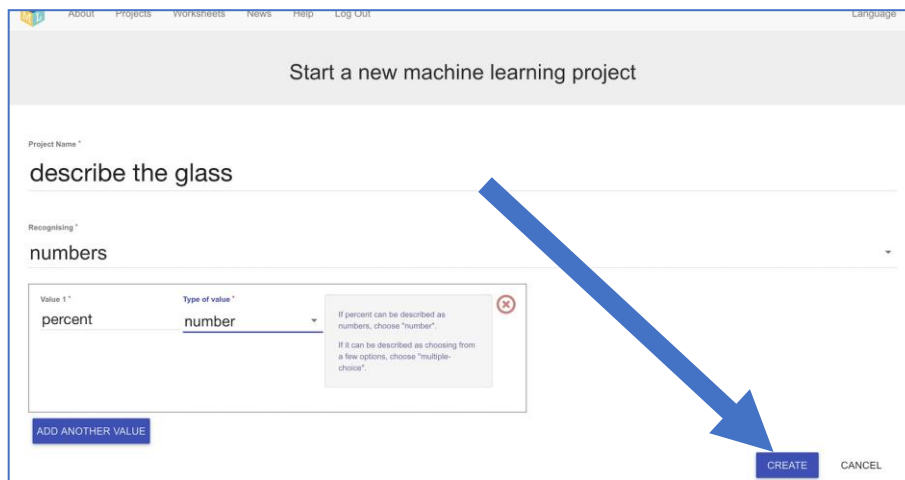 About Projects Worksheets News Help Log Out Language
Start a new machine learning project
Project Name *
describe the glass
Recognising *
numbers
Value 1 * Type of value *
percent number
If percent can be described as
numbers, choose "number".
If it can be described as choosing from
a few options, choose "multiple-
choice".
ADD ANOTHER VALUE
CREATE CANCEL